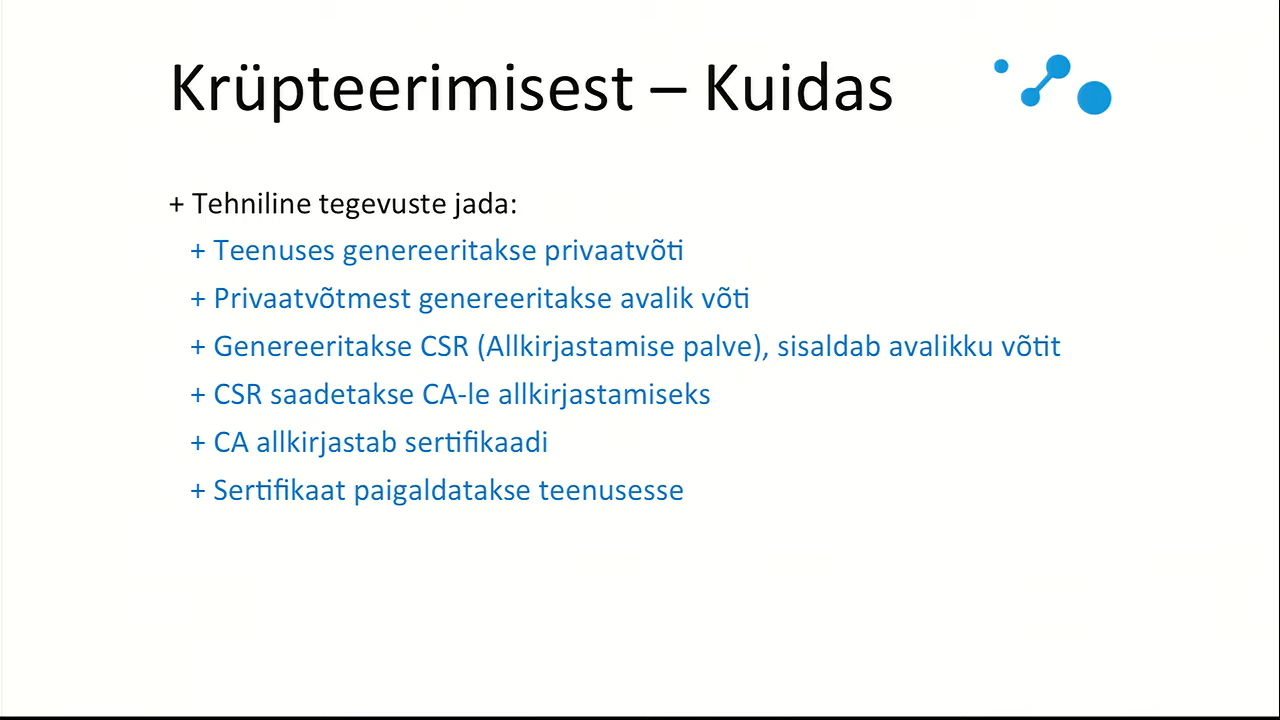 Krüpteerimisest – Kuidas
+ Tehniline tegevuste jada:
+ Teenuses genereeritakse privaatvõti
+ Privaatvõtmest genereeritakse avalik võti
+ Genereeritakse CSR (Allkirjastamise palve), sisaldab avalikku võtit
+ CSR saadetakse CA-le allkirjastamiseks
+ CA allkirjastab sertifikaadi
+ Sertifikaat paigaldatakse teenusesse